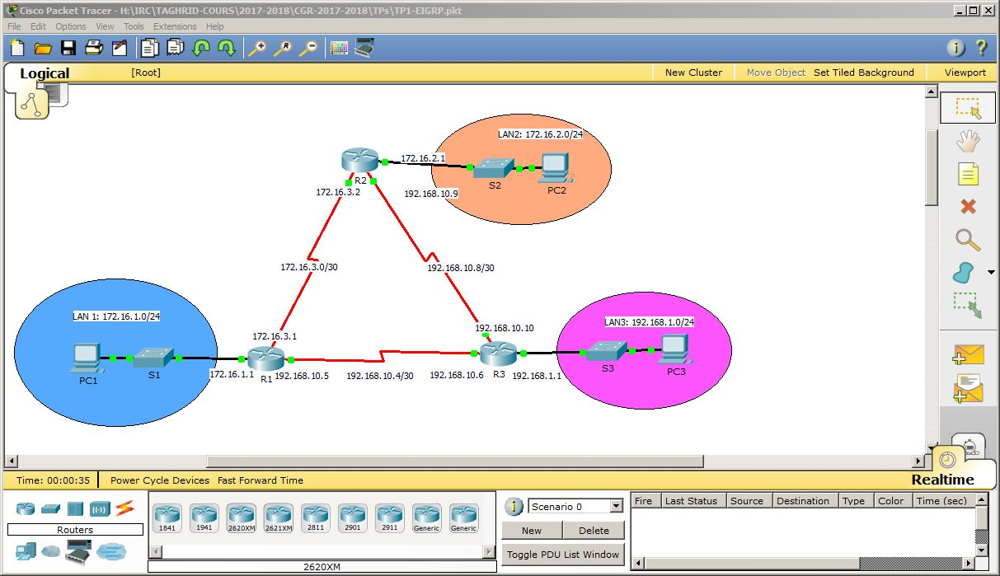 Cisco Packet Tracer - H:\IRC\TAGHRID-COURS\2017-2018\CGR-2017-2018\TPs\TP1-EIGRP.pkt
File Edit Options View Tools Extensions Help
Logical [Root] New Cluster Move Object Set Tiled Background Viewport
LAN2: 172.16.2.0/24
172.16.2.1
R2
S2
PC2
172.16.3.2
192.168.10.9
172.16.3.0/30
192.168.10.8/30
LAN 1: 172.16.1.0/24
LAN3: 192.168.1.0/24
192.168.10.10
172.16.3.1
PC1
S1
172.16.1.1
R1
192.168.10.5
192.168.10.4/30
192.168.10.6
R3
192.168.1.1
S3
PC3
Time: 00:00:35 Power Cycle Devices Fast Forward Time
Realtime
Routers
1841 1941 2620XM 2621XM 2811 2901 2911 Generic Generic
2620XM
Scenario 0
New Delete
Toggle PDU List Window
Fire Last Status Source Destination Type Color Time (sec)